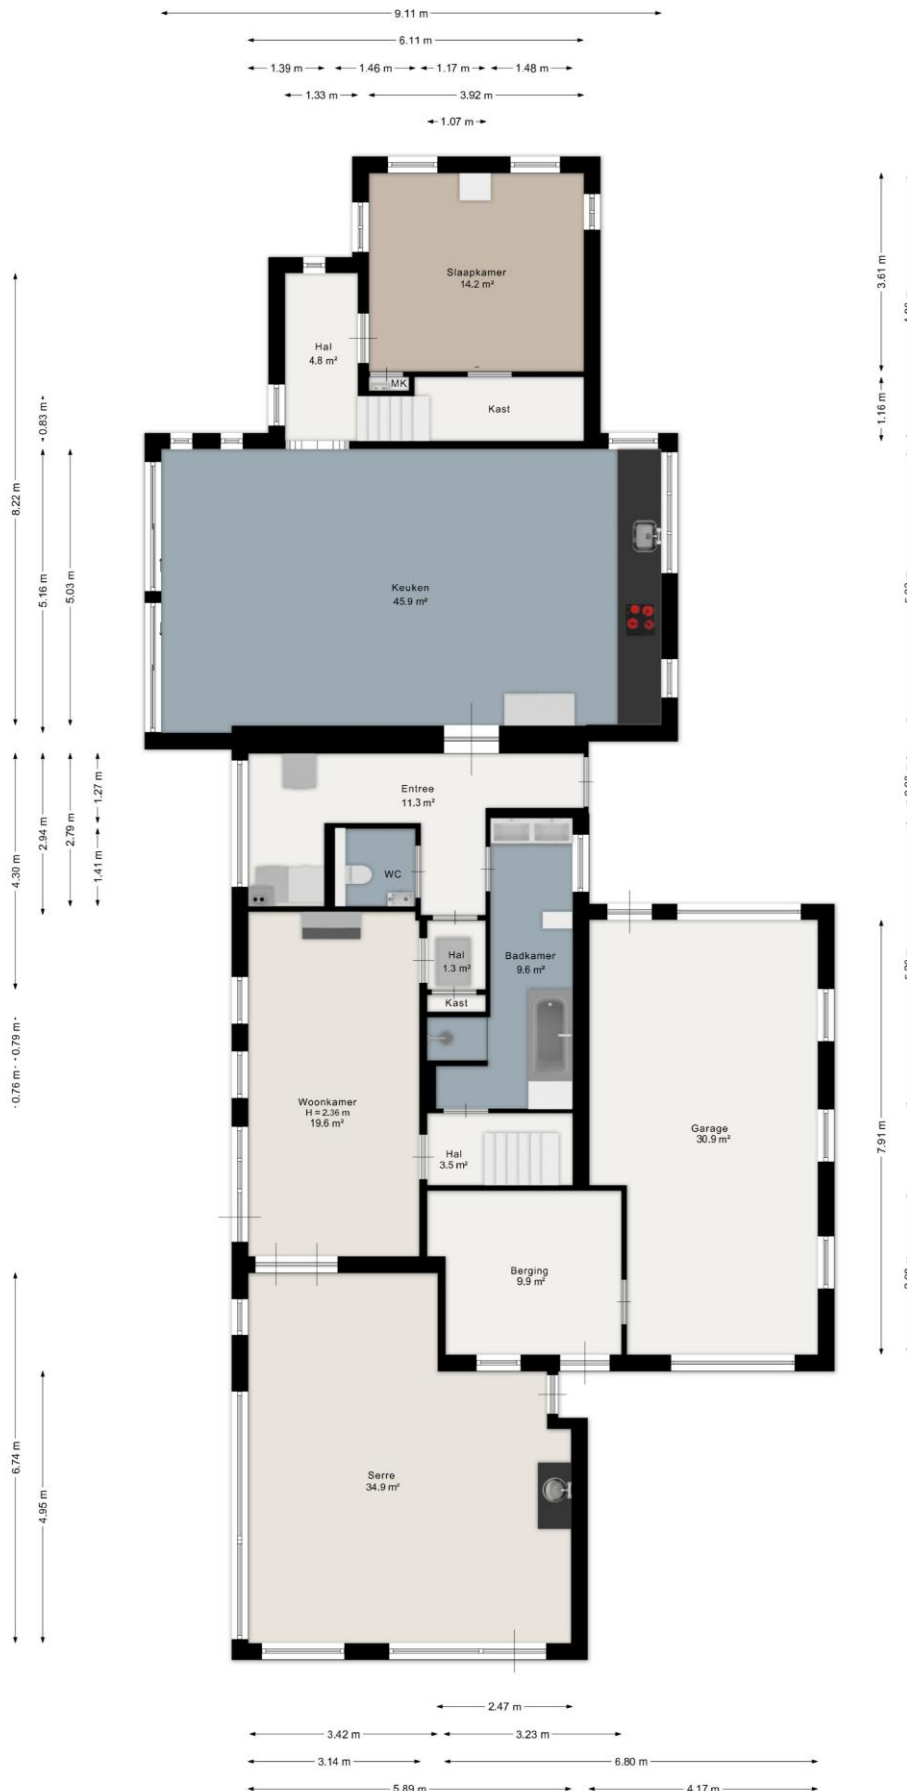 9.11 m
6.11 m
1.39 m 1.46 m 1.17 m 1.48 m
1.33 m 3.92 m
1.07 m
Slaapkamer
14.2 m²
3.61 m
Hal
4.8 m²
MK
Kast
1.16 m
0.83 m
8.22 m
5.16 m
5.03 m
Keuken
45.9 m²
Entree
11.3 m²
4.30 m
2.94 m
2.79 m
1.27 m
1.41 m
WC
Hal
1.3 m²
Kast
Badkamer
9.6 m²
0.79 m
0.76 m
Woonkamer
H = 2.36 m
19.6 m²
Hal
3.5 m²
Garage
30.9 m²
7.91 m
Berging
9.9 m²
6.74 m
4.95 m
Serre
34.9 m²
2.47 m
3.42 m 3.23 m
3.14 m 6.80 m
5.89 m 4.17 m